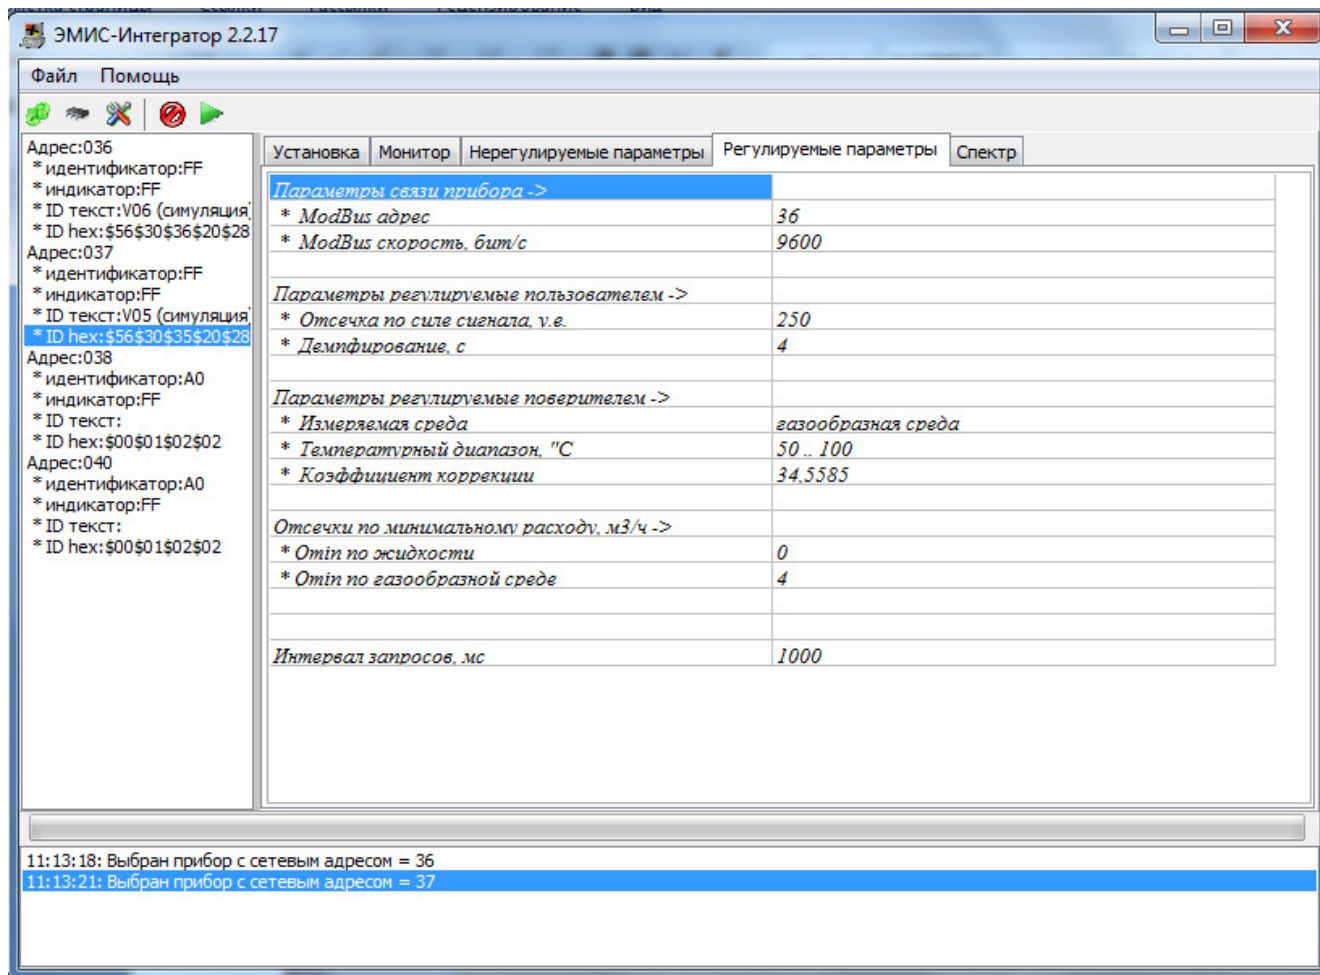 ЭМИС-Интегратор 2.2.17
Файл Помощь
Адрес:036
* идентификатор:FF
* индикатор:FF
* ID текст:V06 (симуляция)
* ID hex:$56$30$36$20$28
Адрес:037
* идентификатор:FF
* индикатор:FF
* ID текст:V05 (симуляция)
* ID hex:$56$30$35$20$28
Адрес:038
* идентификатор:A0
* индикатор:FF
* ID текст:
* ID hex:$00$01$02$02
Адрес:040
* идентификатор:A0
* индикатор:FF
* ID текст:
* ID hex:$00$01$02$02
Установка Монитор Нерегулируемые параметры Регулируемые параметры Спектр
Параметры связи прибора ->
* ModBus адрес 36
* ModBus скорость, бит/с 9600
Параметры регулируемые пользователем ->
* Отсечка по силе сигнала, у.е. 250
* Демпфирование, с 4
Параметры регулируемые поверителем ->
* Измеряемая среда газообразная среда
* Температурный диапазон, "С 50 .. 100
* Коэффициент коррекции 34,5585
Отсечки по минимальному расходу, м3/ч ->
* Qmin по жидкости 0
* Qmin по газообразной среде 4
Интервал запросов, мс 1000
11:13:18: Выбран прибор с сетевым адресом = 36
11:13:21: Выбран прибор с сетевым адресом = 37